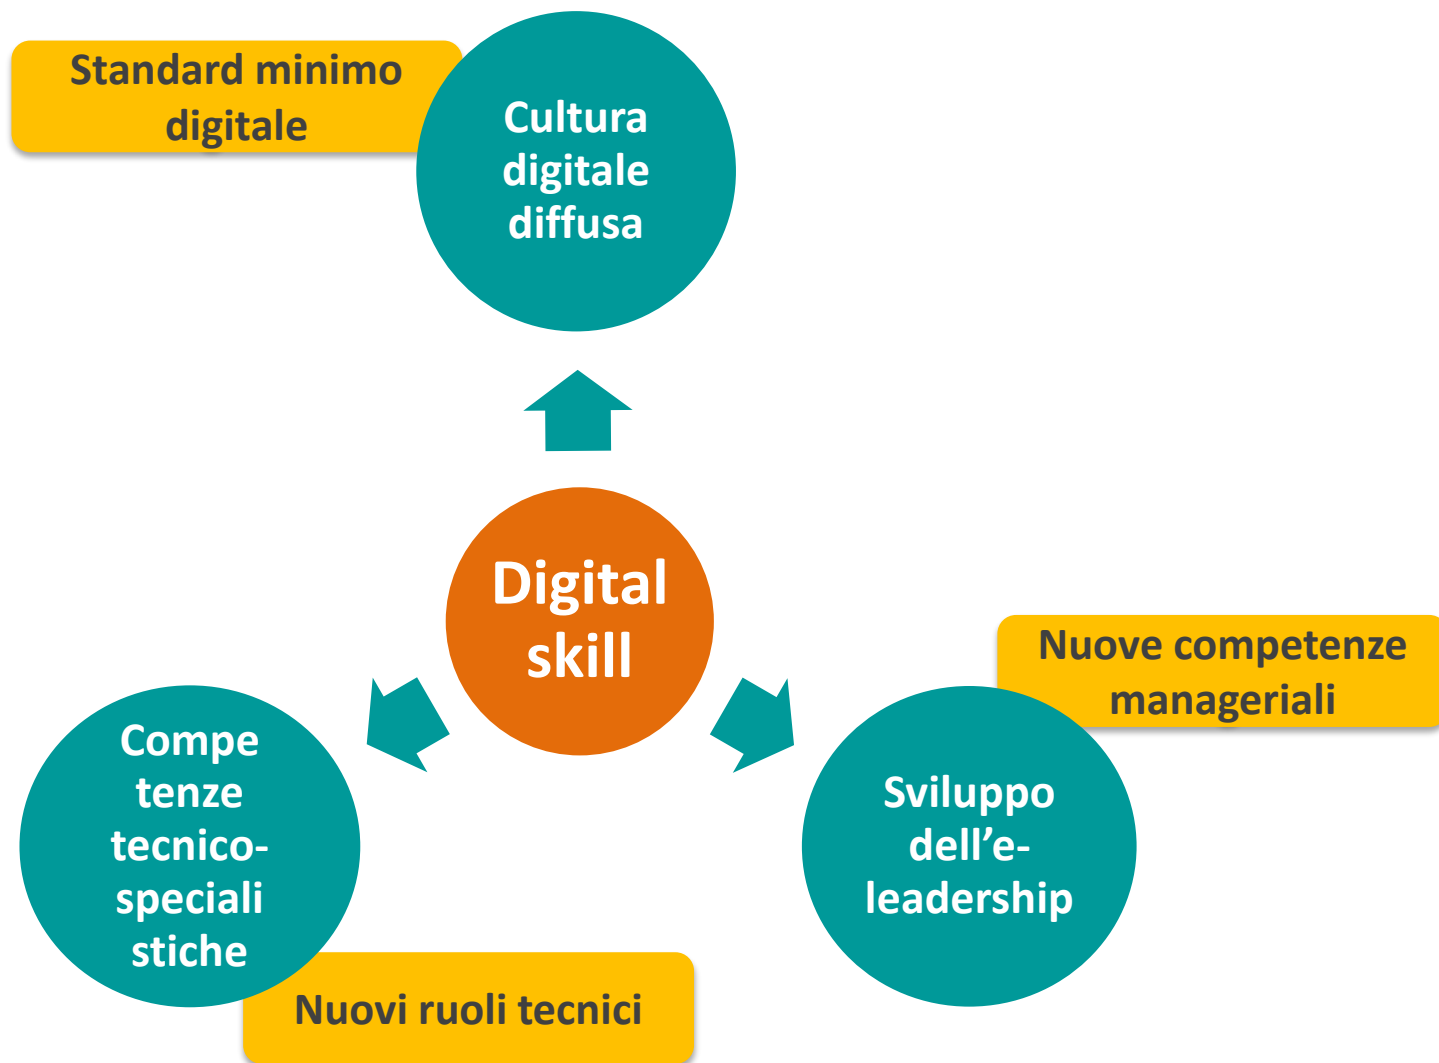 Standard minimo
digitale
Cultura
digitale
diffusa
Digital
skill
Nuove competenze
manageriali
Compe
tenze
tecnico-
speciali
stiche
Sviluppo
dell’e-
leadership
Nuovi ruoli tecnici